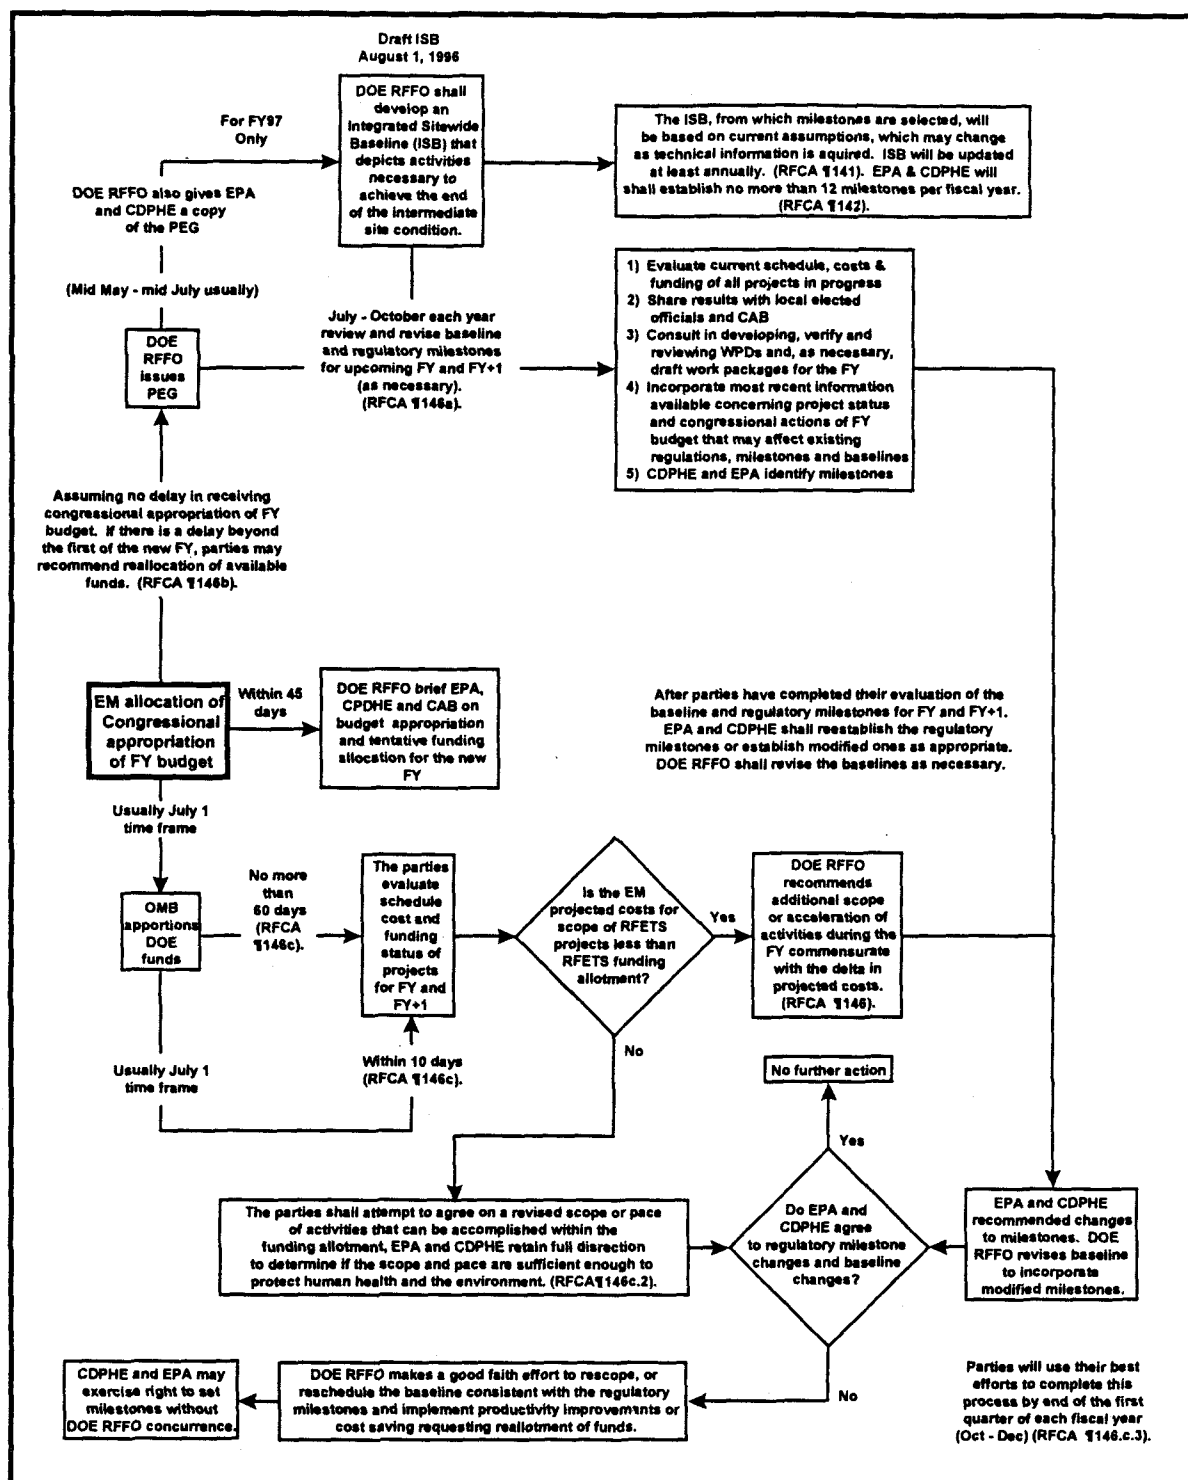 Draft ISB
August 1, 1996
DOE RFFO shall
develop an
Integrated Sitewide
Baseline (ISB) that
depicts activities
necessary to
achieve the end
of the intermediate
site condition.
For FY97
Only
The ISB, from which milestones are selected, will
be based on current assumptions, which may change
as technical information is aquired. ISB will be updated
at least annually. (RFCA ¶141). EPA & CDPHE will
shall establish no more than 12 milestones per fiscal year.
(RFCA ¶142).
DOE RFFO also gives EPA
and CDPHE a copy
of the PEG
(Mid May - mid July usually)
DOE
RFFO
issues
PEG
July - October each year
review and revise baseline
and regulatory milestones
for upcoming FY and FY+1
(as necessary).
(RFCA ¶146a).
1) Evaluate current schedule, costs &
funding of all projects in progress
2) Share results with local elected
officials and CAB
3) Consult in developing, verify and
reviewing WPDs and, as necessary,
draft work packages for the FY
4) Incorporate most recent information
available concerning project status
and congressional actions of FY
budget that may affect existing
regulations, milestones and baselines
5) CDPHE and EPA identify milestones
Assuming no delay in receiving
congressional appropriation of FY
budget. If there is a delay beyond
the first of the new FY, parties may
recommend reallocation of available
funds. (RFCA ¶146b).
EM allocation of
Congressional
appropriation
of FY budget
Within 45
days
DOE RFFO brief EPA,
CPDHE and CAB on
budget appropriation
and tentative funding
allocation for the new
FY
After parties have completed their evaluation of the
baseline and regulatory milestones for FY and FY+1.
EPA and CDPHE shall reestablish the regulatory
milestones or establish modified ones as appropriate.
DOE RFFO shall revise the baselines as necessary.
Usually July 1
time frame
OMB
apportions
DOE
funds
No more
than
60 days
(RFCA
¶146c).
The parties
evaluate
schedule
cost and
funding
status of
projects
for FY and
FY+1
Is the EM
projected costs for
scope of RFETS
projects less than
RFETS funding
allotment?
Yes
DOE RFFO
recommends
additional scope
or acceleration of
activities during the
FY commensurate
with the delta in
projected costs.
(RFCA ¶146).
No
Usually July 1
time frame
Within 10 days
(RFCA ¶146c).
No further action
Yes
The parties shall attempt to agree on a revised scope or pace
of activities that can be accomplished within the
funding allotment, EPA and CDPHE retain full disrection
to determine if the scope and pace are sufficient enough to
protect human health and the environment. (RFCA¶146c.2).
Do EPA and
CDPHE agree
to regulatory milestone
changes and baseline
changes?
EPA and CDPHE
recommended changes
to milestones. DOE
RFFO revises baseline
to incorporate
modified milestones.
No
CDPHE and EPA may
exercise right to set
milestones without
DOE RFFO concurrence.
DOE RFFO makes a good faith effort to rescope, or
reschedule the baseline consistent with the regulatory
milestones and implement productivity improvements or
cost saving requesting reallotment of funds.
Parties will use their best
efforts to complete this
process by end of the first
quarter of each fiscal year
(Oct - Dec) (RFCA ¶146.c.3).